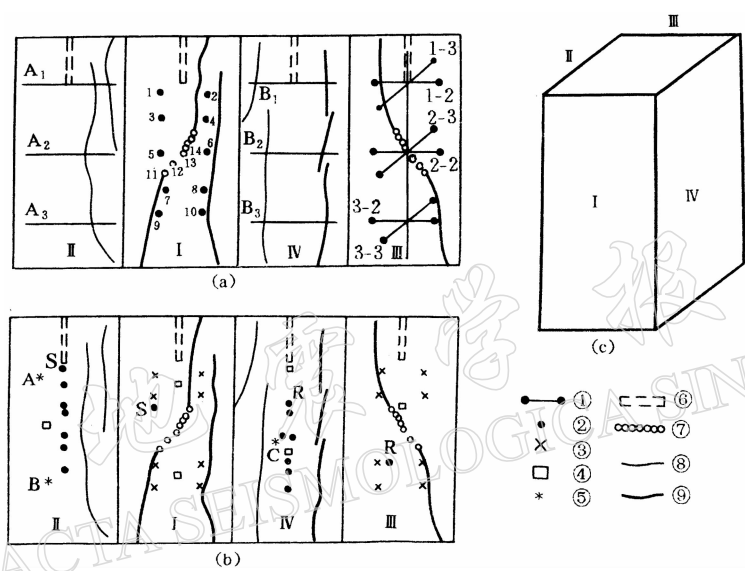 A1 A2 A3 Ⅱ
1 2 3 4 5 6 14 13 12 11 7 8 9 10 Ⅰ
B1 B2 B3 Ⅳ
1-3 1-2 2-3 2-2 3-2 3-3 Ⅲ
(a)
Ⅲ
Ⅱ
Ⅰ Ⅳ
(c)
S A* B* Ⅱ
S Ⅰ
R C Ⅳ
R Ⅲ
(b)
① ⑥
② ⑦
③ ⑧
④ ⑨
⑤
地震学报
ACTA SEISMOLOGICA SIN